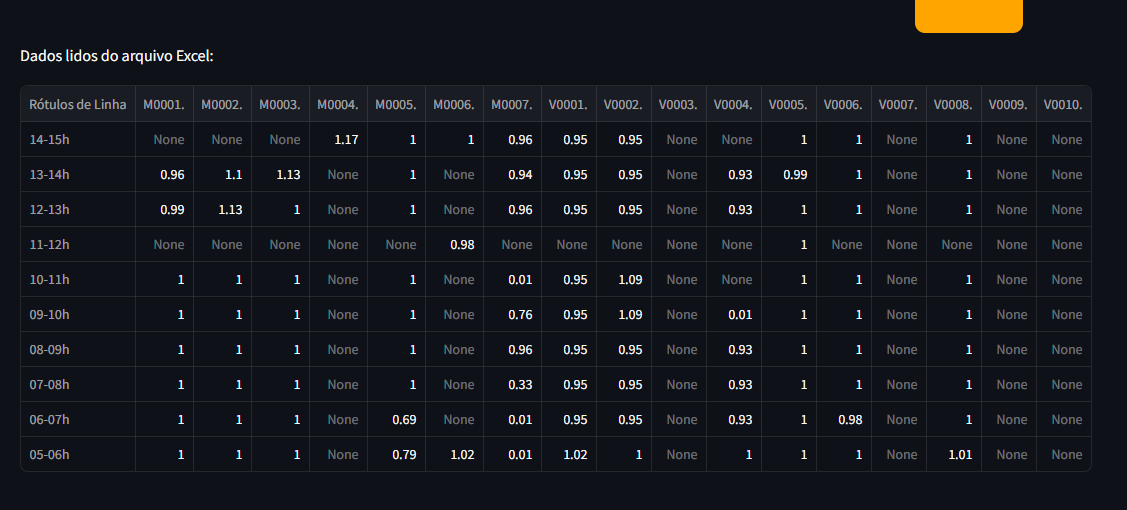 Dados lidos do arquivo Excel:
Rótulos de Linha M0001. M0002. M0003. M0004. M0005. M0006. M0007. V0001. V0002. V0003. V0004. V0005. V0006. V0007. V0008. V0009. V0010.
14-15h None None None 1.17 1 1 0.96 0.95 0.95 None None 1 1 None 1 None None
13-14h 0.96 1.1 1.13 None 1 None 0.94 0.95 0.95 None 0.93 0.99 1 None 1 None None
12-13h 0.99 1.13 1 None 1 None 0.96 0.95 0.95 None 0.93 1 1 None 1 None None
11-12h None None None None None 0.98 None None None None None 1 None None None None None
10-11h 1 1 1 None 1 None 0.01 0.95 1.09 None None 1 1 None 1 None None
09-10h 1 1 1 None 1 None 0.76 0.95 1.09 None 0.01 1 1 None 1 None None
08-09h 1 1 1 None 1 None 0.96 0.95 0.95 None 0.93 1 1 None 1 None None
07-08h 1 1 1 None 1 None 0.33 0.95 0.95 None 0.93 1 1 None 1 None None
06-07h 1 1 1 None 0.69 None 0.01 0.95 0.95 None 0.93 1 0.98 None 1 None None
05-06h 1 1 1 None 0.79 1.02 0.01 1.02 1 None 1 1 1 None 1.01 None None